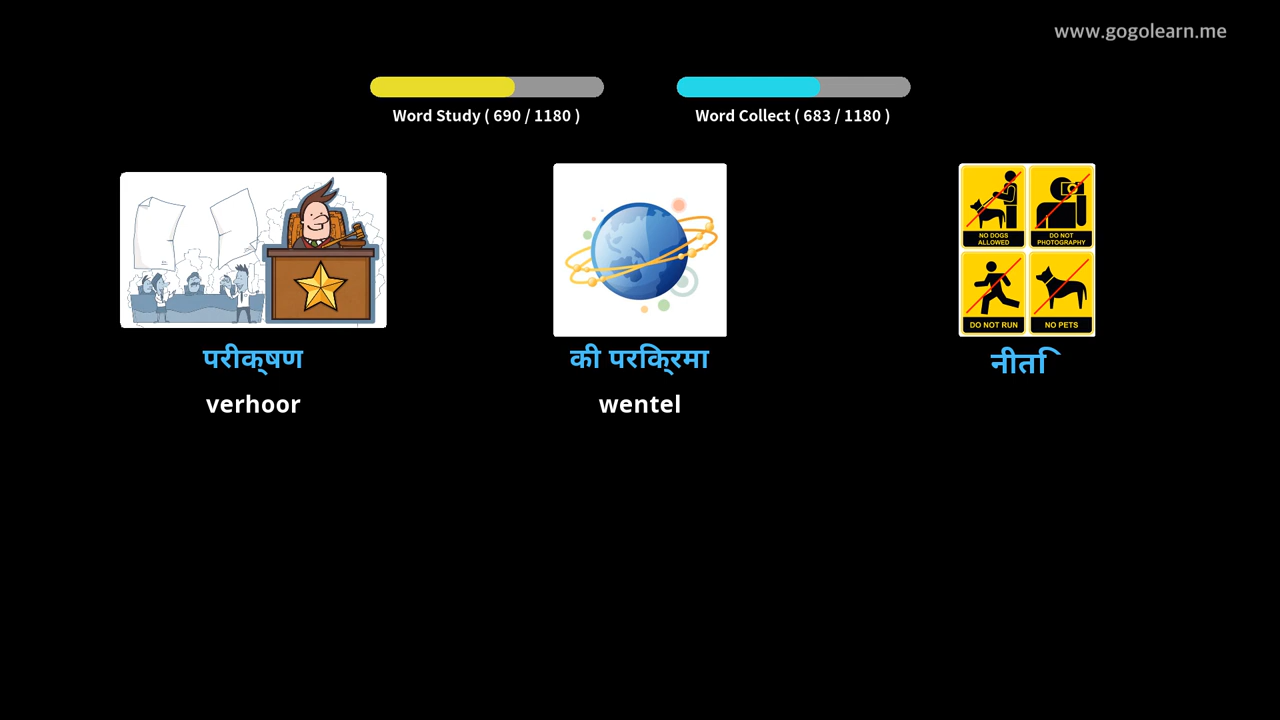 www.gogolearn.me
Word Study ( 690 / 1180 )
Word Collect ( 683 / 1180 )
NO DOGS
ALLOWED
DO NOT
PHOTOGRAPHY
DO NOT RUN
NO PETS
परीक्षण
की परिक्रमा
नीति
verhoor
wentel